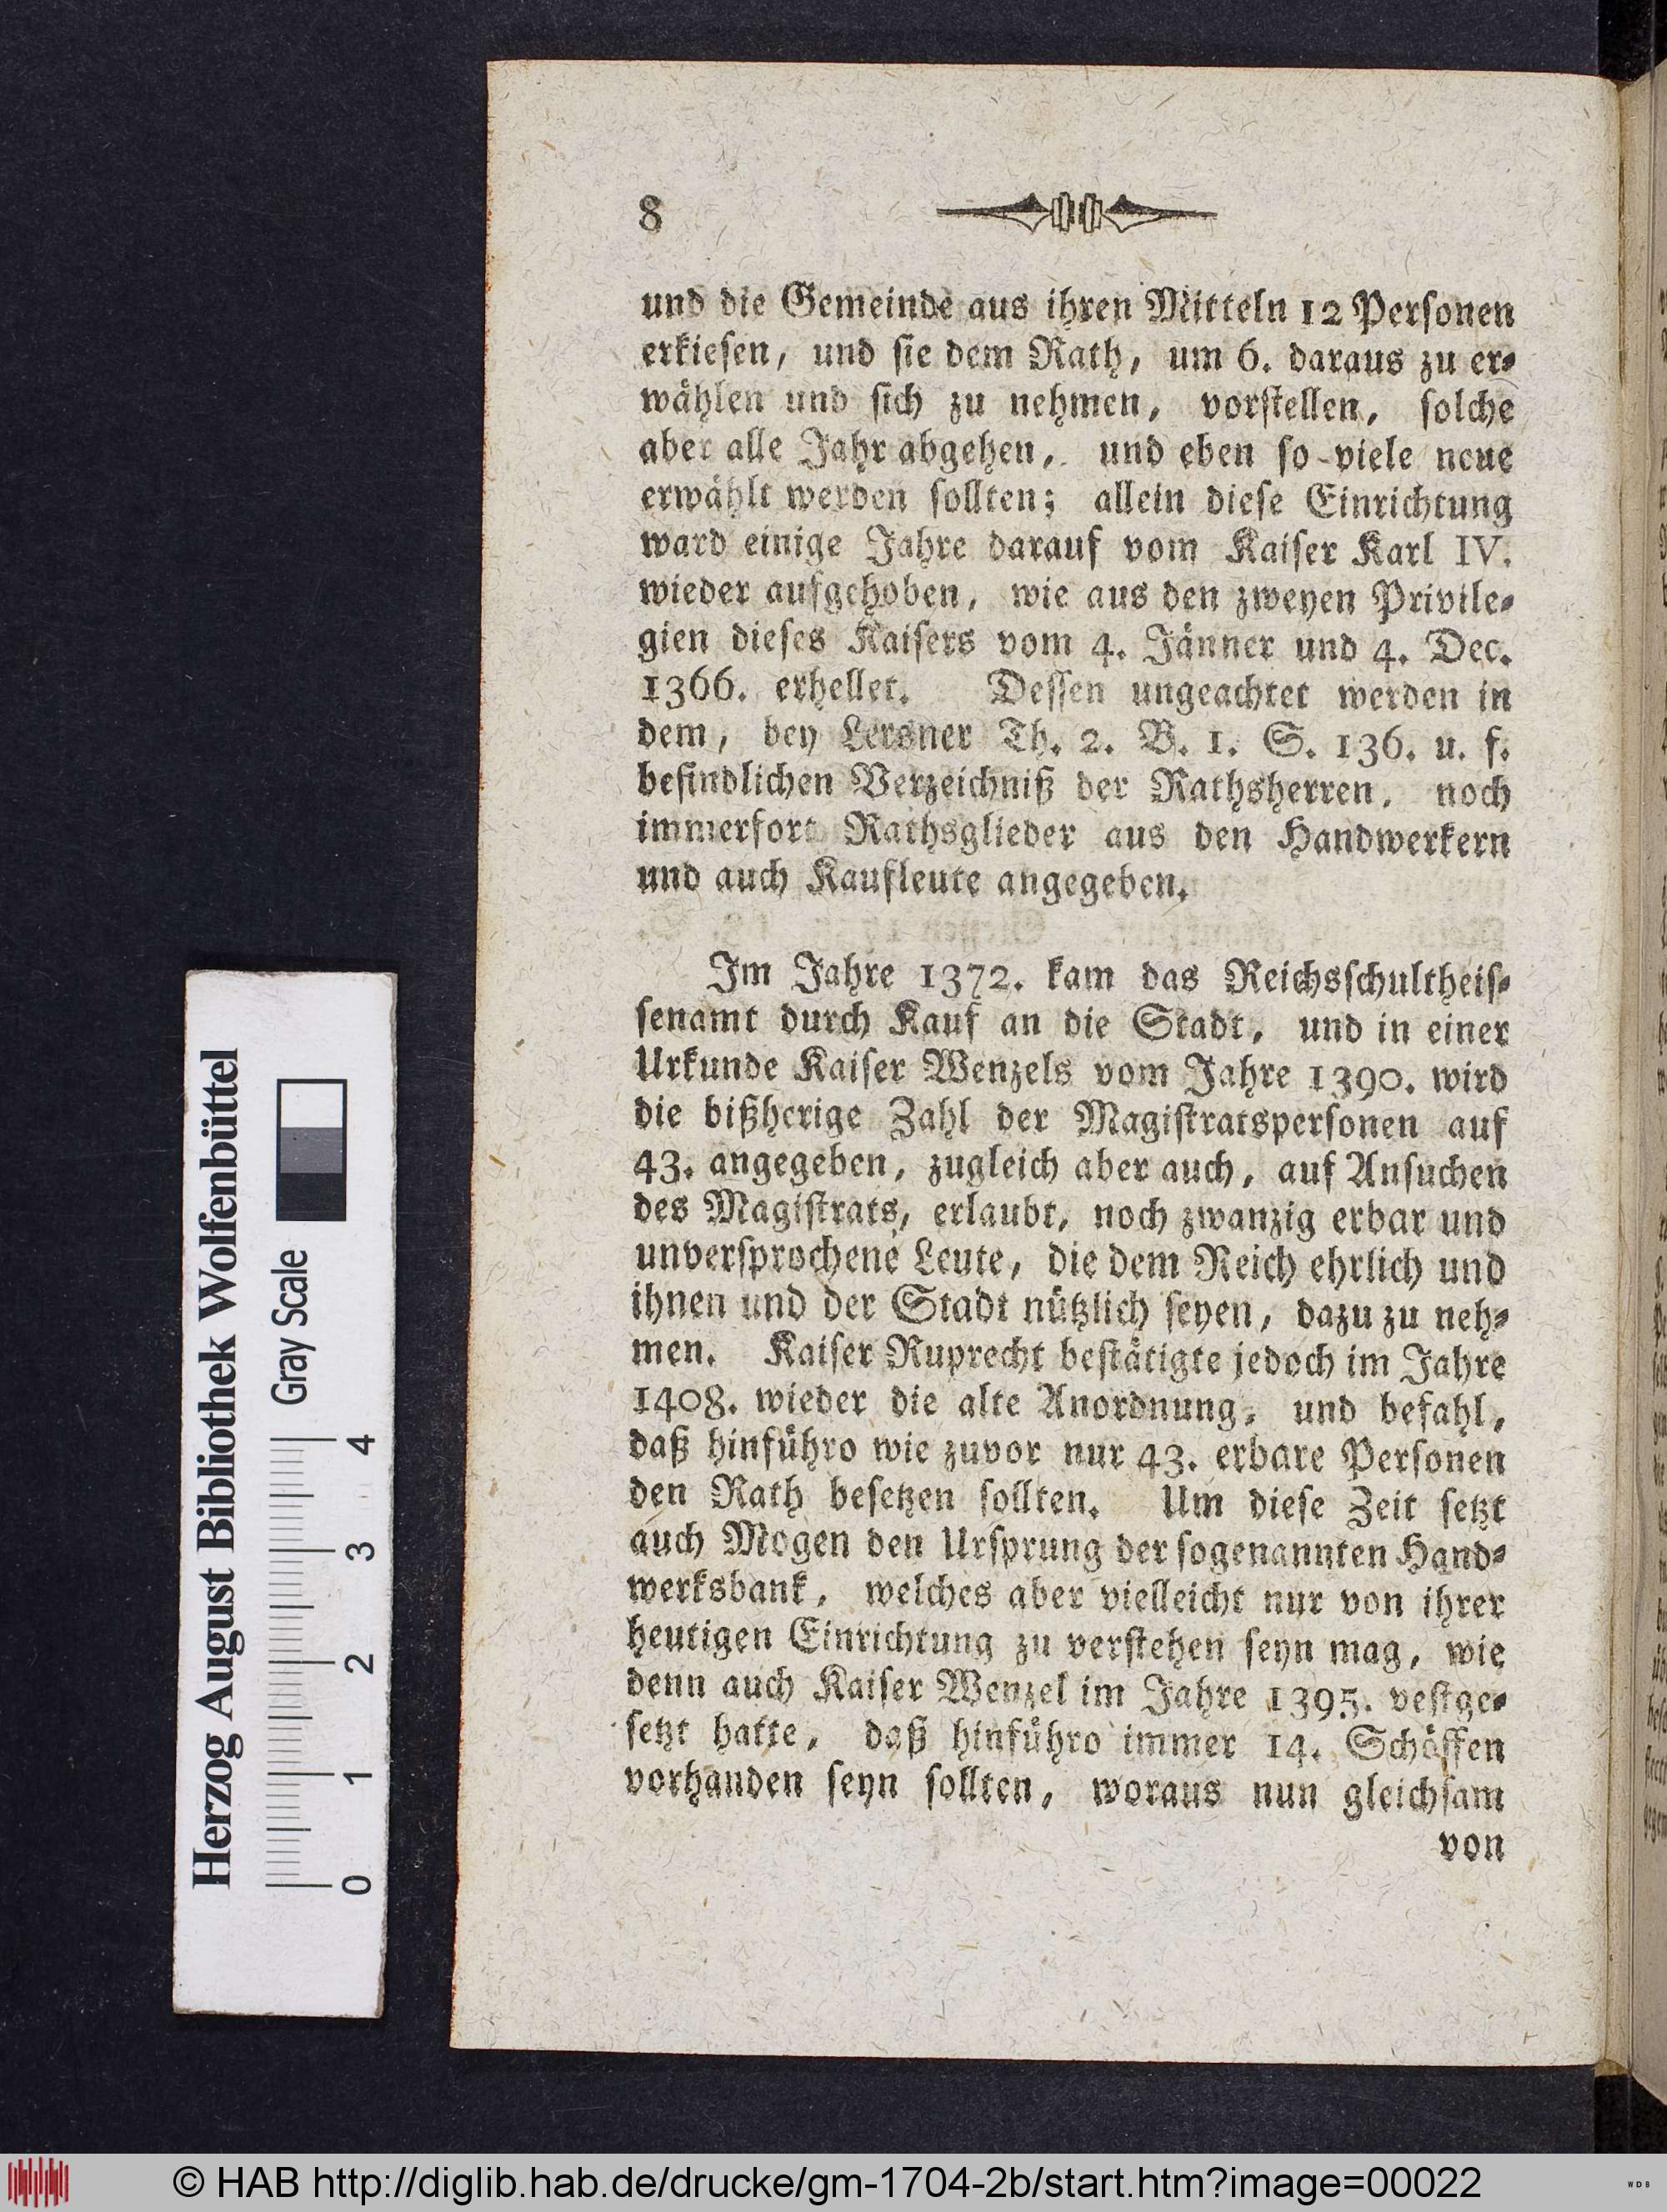 8
und die Gemeinde aus ihren Mitteln 12 Perſonen
erkieſen, und ſie dem Rath, um 6. daraus zu er⸗
wählen und ſich zu nehmen, vorſtellen, ſolche
aber alle Jahr abgehen, und eben ſo viele neue
erwählt werden ſollten; allein dieſe Einrichtung
ward einige Jahre darauf vom Kaiſer Karl IV.
wieder aufgehoben, wie aus den zweyen Privile⸗
gien dieſes Kaiſers vom 4. Jänner und 4. Dec.
1366. erhellet. Deſſen ungeachtet werden in
dem, bey Lersner Th. 2. B. 1. S. 136. u. f.
befindlichen Verzeichniß der Rathsherren, noch
immerfort Rathsglieder aus den Handwerkern
und auch Kaufleute angegeben.
Im Jahre 1372. kam das Reichsſchultheiſ⸗
ſenamt durch Kauf an die Stadt, und in einer
Urkunde Kaiſer Wenzels vom Jahre 1390. wird
die bißherige Zahl der Magiſtratsperſonen auf
43. angegeben, zugleich aber auch, auf Anſuchen
des Magiſtrats, erlaubt, noch zwanzig erbar und
unverſprochene Leute, die dem Reich ehrlich und
ihnen und der Stadt nützlich ſeyen, dazu zu neh⸗
men. Kaiſer Ruprecht beſtätigte jedoch im Jahre
1408. wieder die alte Anordnung, und befahl,
daß hinführo wie zuvor nur 43. erbare Perſonen
den Rath beſetzen ſollten. Um dieſe Zeit ſetzt
auch Mogen den Urſprung der ſogenannten Hand⸗
werksbank, welches aber vielleicht nur von ihrer
heutigen Einrichtung zu verſtehen ſeyn mag, wie
denn auch Kaiſer Wenzel im Jahre 1395. veſtge⸗
ſetzt hatte, daß hinführo immer 14. Schöffen
vorhanden ſeyn ſollten, woraus nun gleichſam
von
Herzog August Bibliothek Wolfenbüttel
Gray Scale
0 1 2 3 4
© HAB http://diglib.hab.de/drucke/gm-1704-2b/start.htm?image=00022
WDB